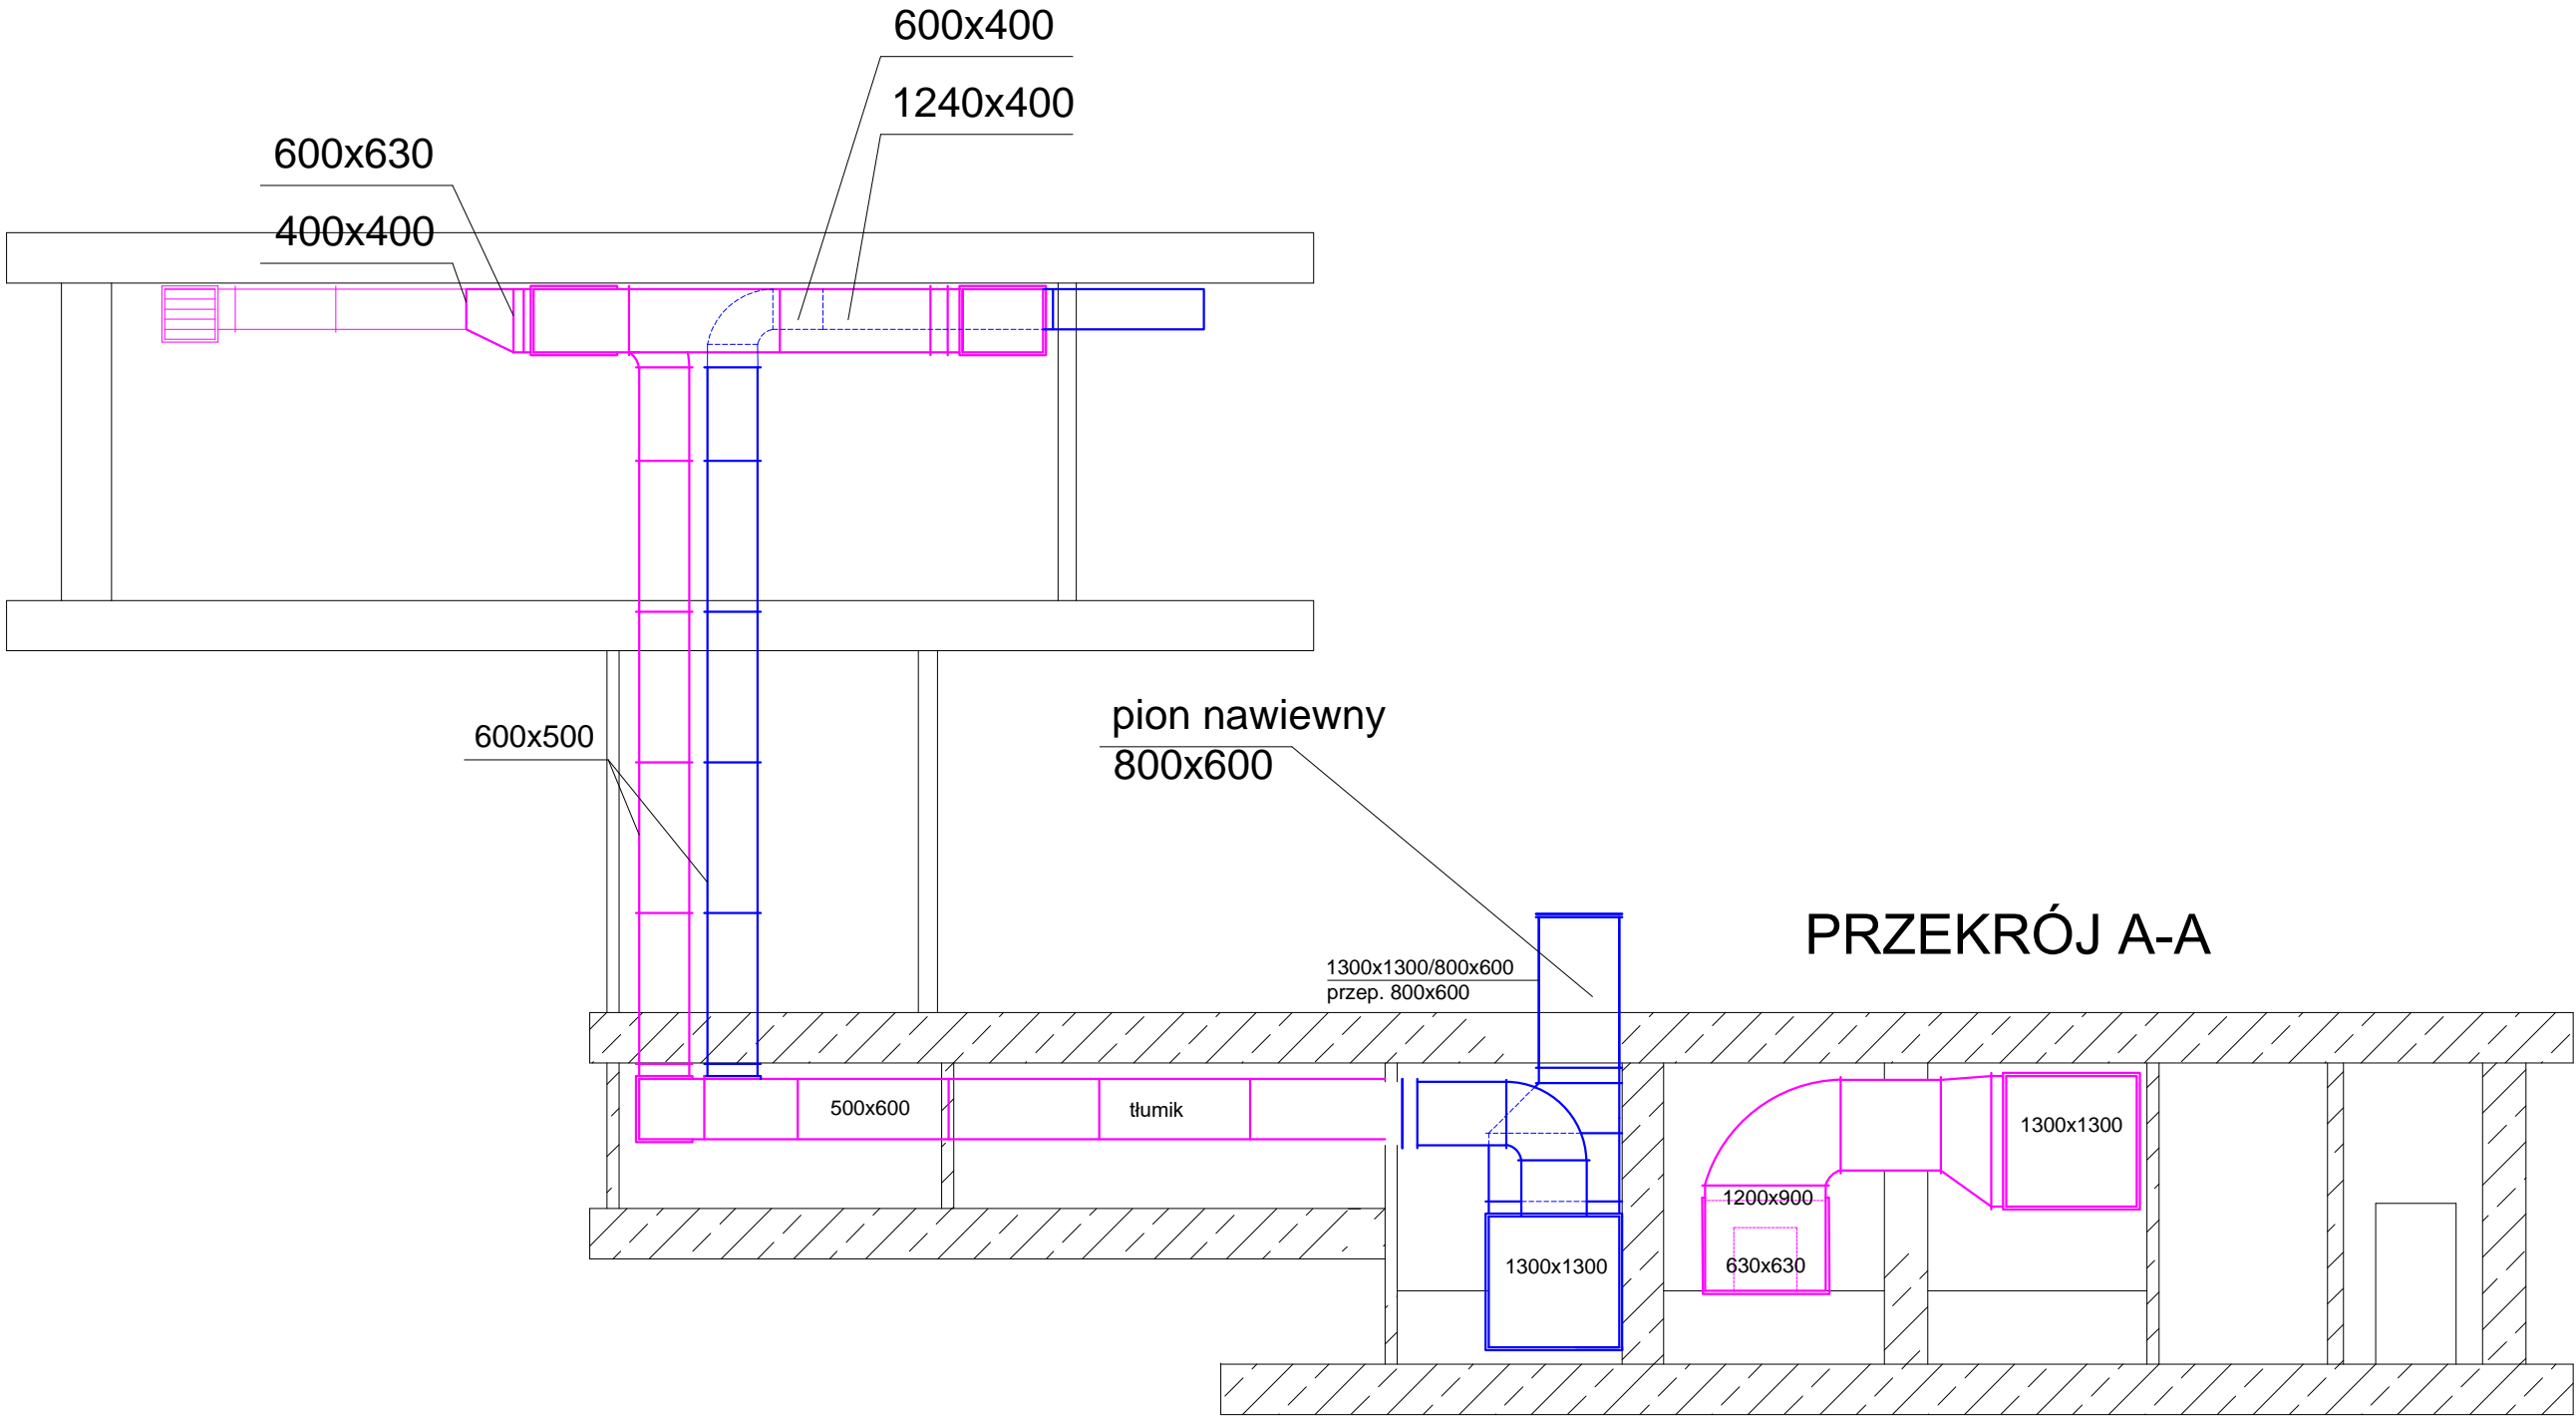 600x400
1240x400
600x630
400x400
600x500
pion nawiewny
800x600
PRZEKRÓJ A-A
1300x1300/800x600
przep. 800x600
500x600
tłumik
1300x1300
1200x900
630x630
1300x1300